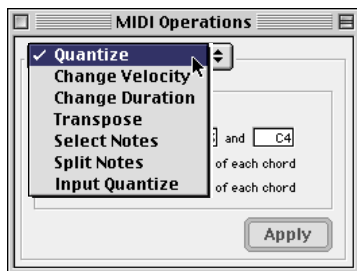 MIDI Operations
✓ Quantize
Change Velocity
Change Duration
Transpose
Select Notes
and C4
Split Notes
of each chord
Input Quantize
of each chord
Apply